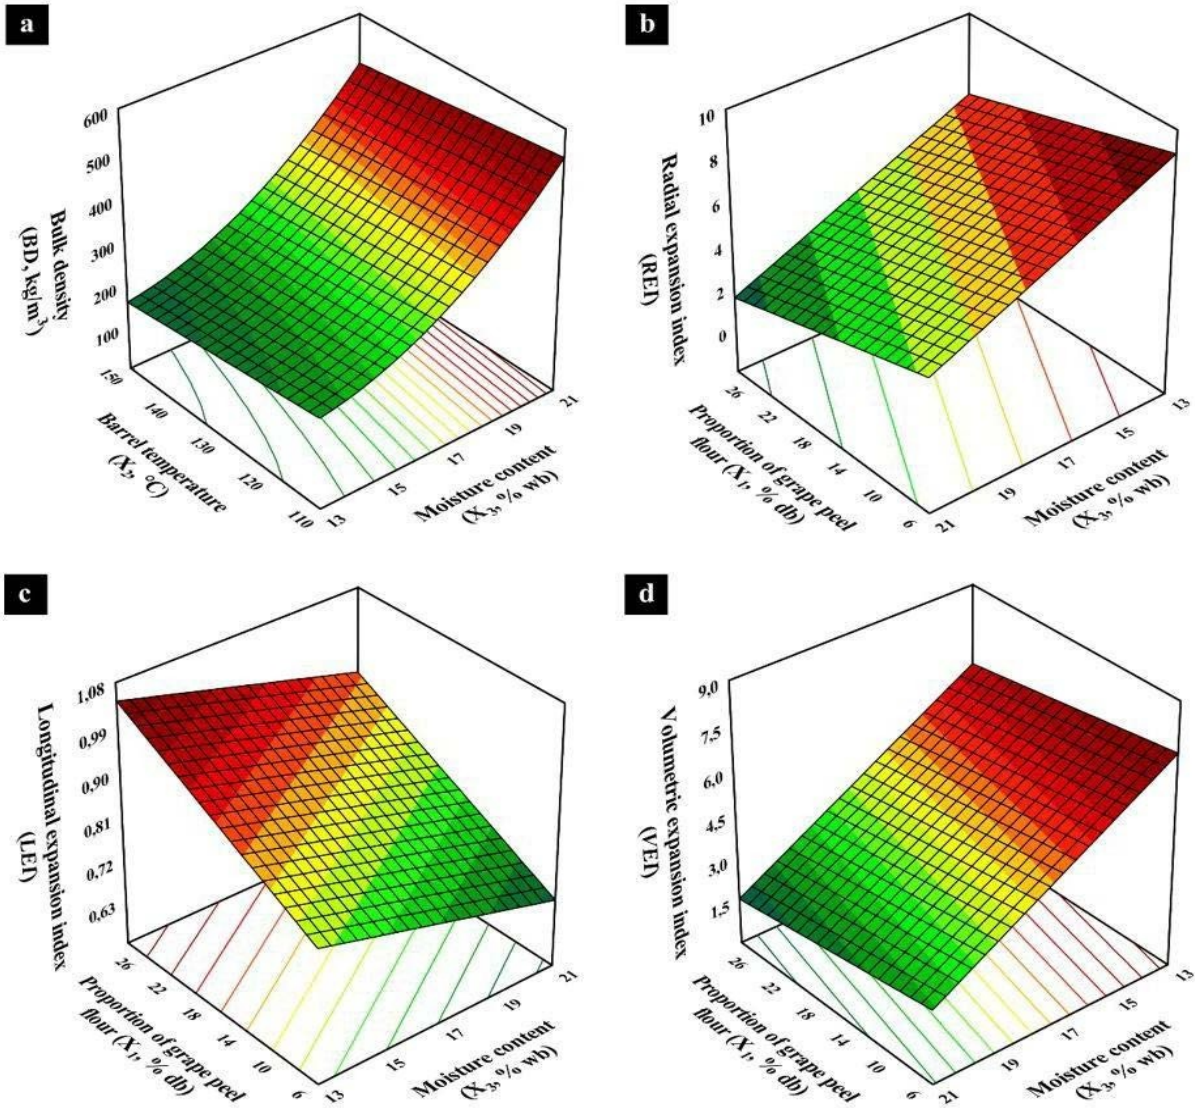 a
600
500
400
300
200
100
Bulk density
(BD, kg/m³)
150
140
130
120
110
Barrel temperature
(X₂, °C)
13
15
17
19
21
Moisture content
(X₃, % wb)
b
10
8
6
4
2
0
Radial expansion index
(REI)
26
22
18
14
10
6
Proportion of grape peel
flour (X₁, % db)
21
19
17
15
13
Moisture content
(X₃, % wb)
c
1,08
0,99
0,90
0,81
0,72
0,63
Longitudinal expansion index
(LEI)
26
22
18
14
10
6
Proportion of grape peel
flour (X₁, % db)
13
15
17
19
21
Moisture content
(X₃, % wb)
d
9,0
7,5
6,0
4,5
3,0
1,5
Volumetric expansion index
(VEI)
26
22
18
14
10
6
Proportion of grape peel
flour (X₁, % db)
21
19
17
15
13
Moisture content
(X₃, % wb)